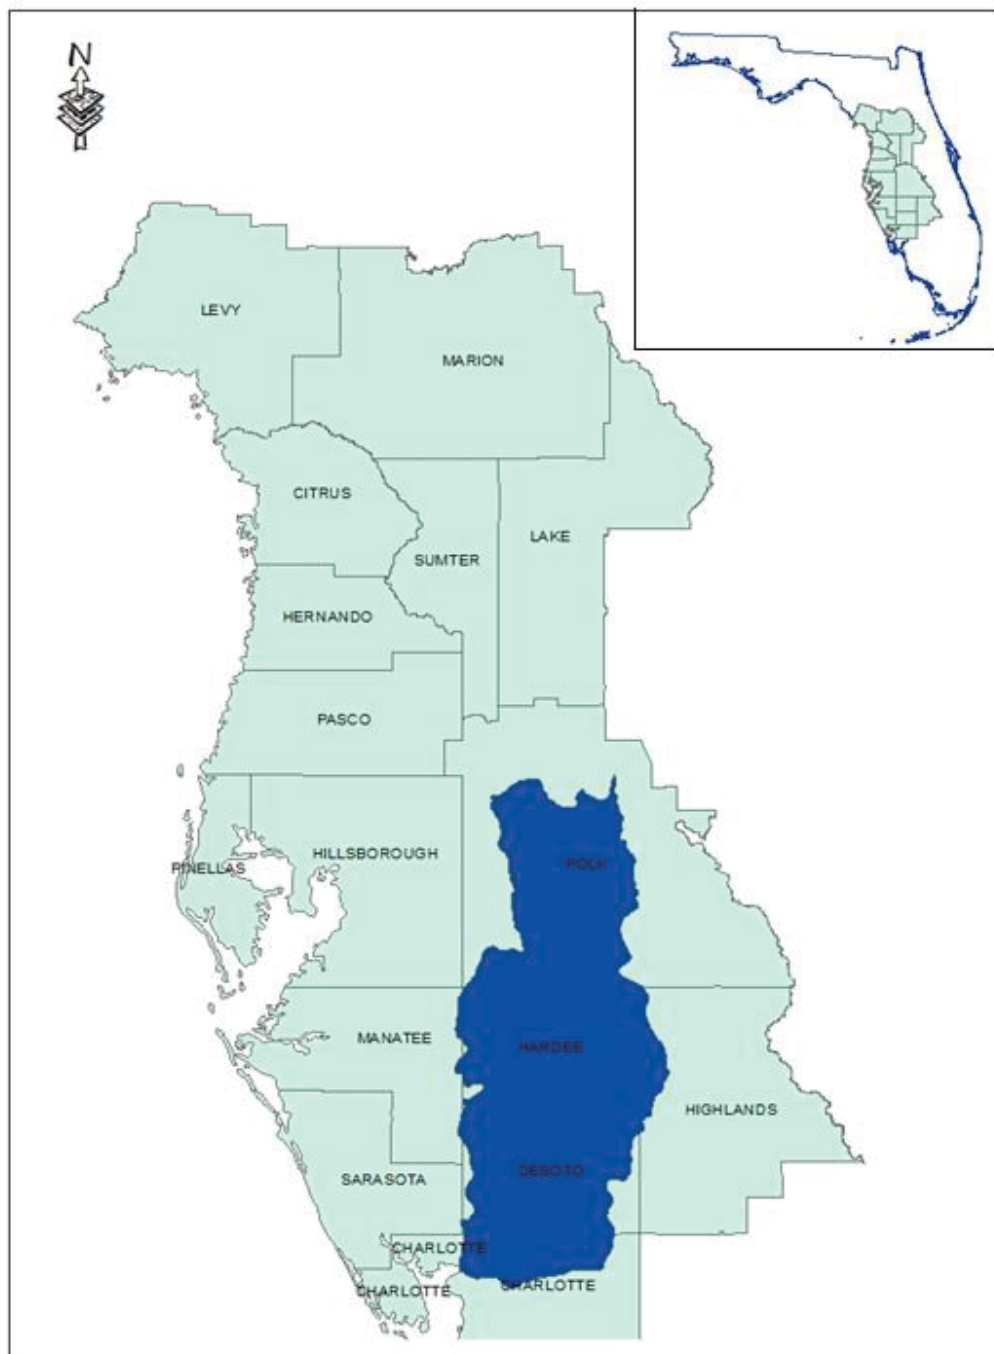 N
LEVY
MARION
CITRUS
SUMTER
LAKE
HERNANDO
PASCO
HILLSBOROUGH
POLK
PINELLAS
MANATEE
HARDEE
HIGHLANDS
SARASOTA
DESOTO
CHARLOTTE
CHARLOTTE
CHARLOTTE